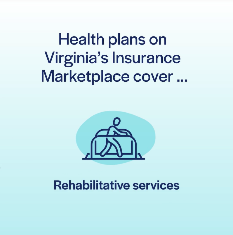 Health plans on
Virginia's Insurance
Marketplace cover ...
Rehabilitative services